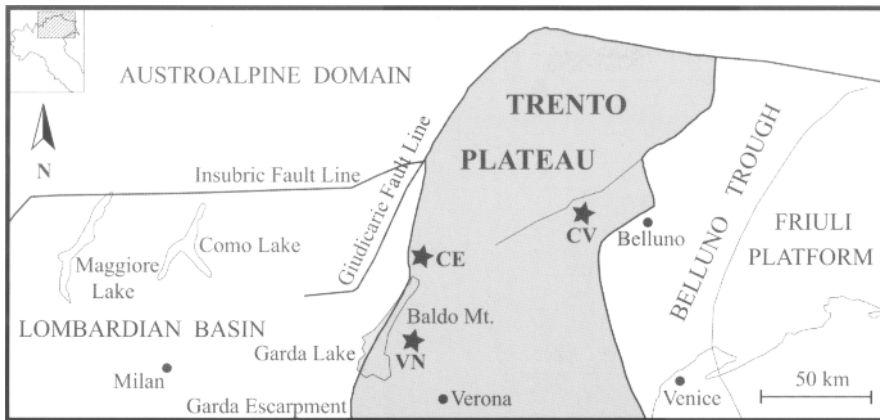 AUSTROALPINE DOMAIN
TRENTO
PLATEAU
N
Insubric Fault Line
Giudicaric Fault Line
BELLUNO TROUGH
CV
Belluno
FRIULI
PLATFORM
Como Lake
Maggiore
Lake
CE
LOMBARDIAN BASIN
Baldo Mt.
Garda Lake
VN
Milan
Garda Escarpment
Verona
Venice
50 km